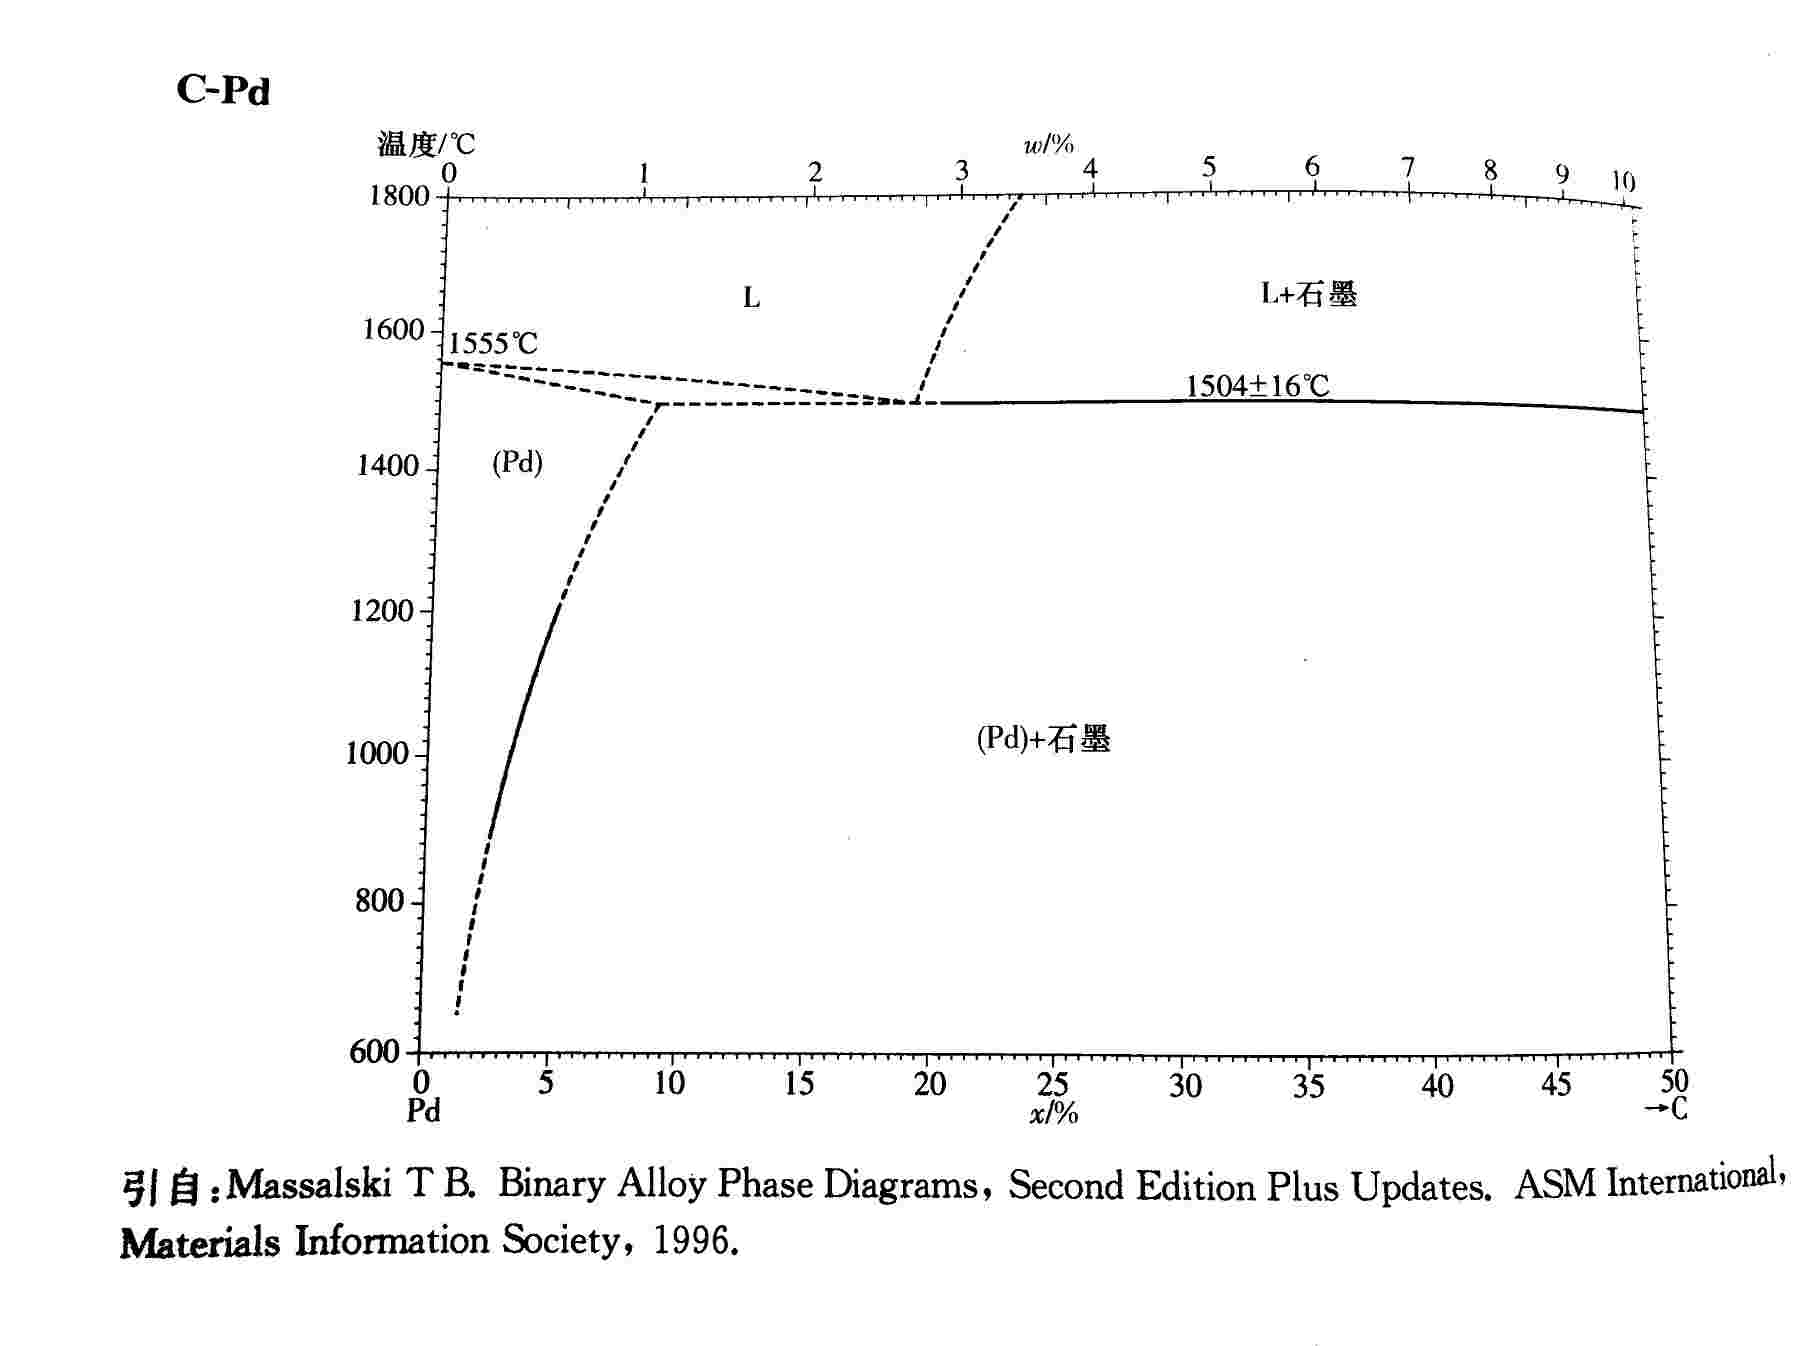 C-Pd
温度/℃
w/%
0 1 2 3 4 5 6 7 8 9 10
1800
L
L+石墨
1600
1555℃
1504±16℃
1400
(Pd)
1200
1000
(Pd)+石墨
800
600
0 5 10 15 20 25 30 35 40 45 50
Pd
x/%
→C
引自:Massalski T B. Binary Alloy Phase Diagrams, Second Edition Plus Updates. ASM International,
Materials Information Society, 1996.